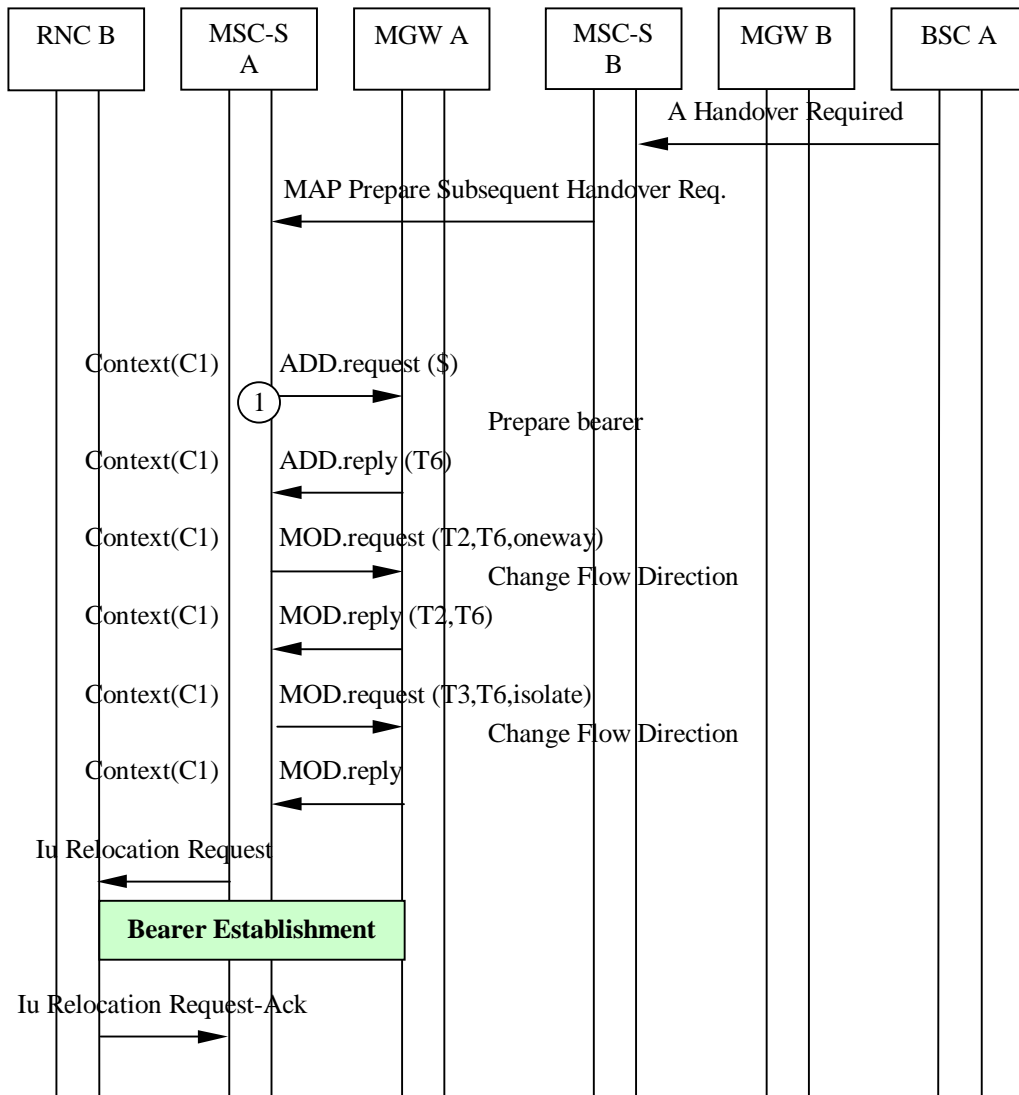 RNC B
MSC-S
A
MGW A
MSC-S
B
MGW B
BSC A
A Handover Required
MAP Prepare Subsequent Handover Req.
Context(C1) ADD.request ($)
1
Prepare bearer
Context(C1) ADD.reply (T6)
Context(C1) MOD.request (T2,T6,oneway)
Change Flow Direction
Context(C1) MOD.reply (T2,T6)
Context(C1) MOD.request (T3,T6,isolate)
Change Flow Direction
Context(C1) MOD.reply
Iu Relocation Request
Bearer Establishment
Iu Relocation Request-Ack